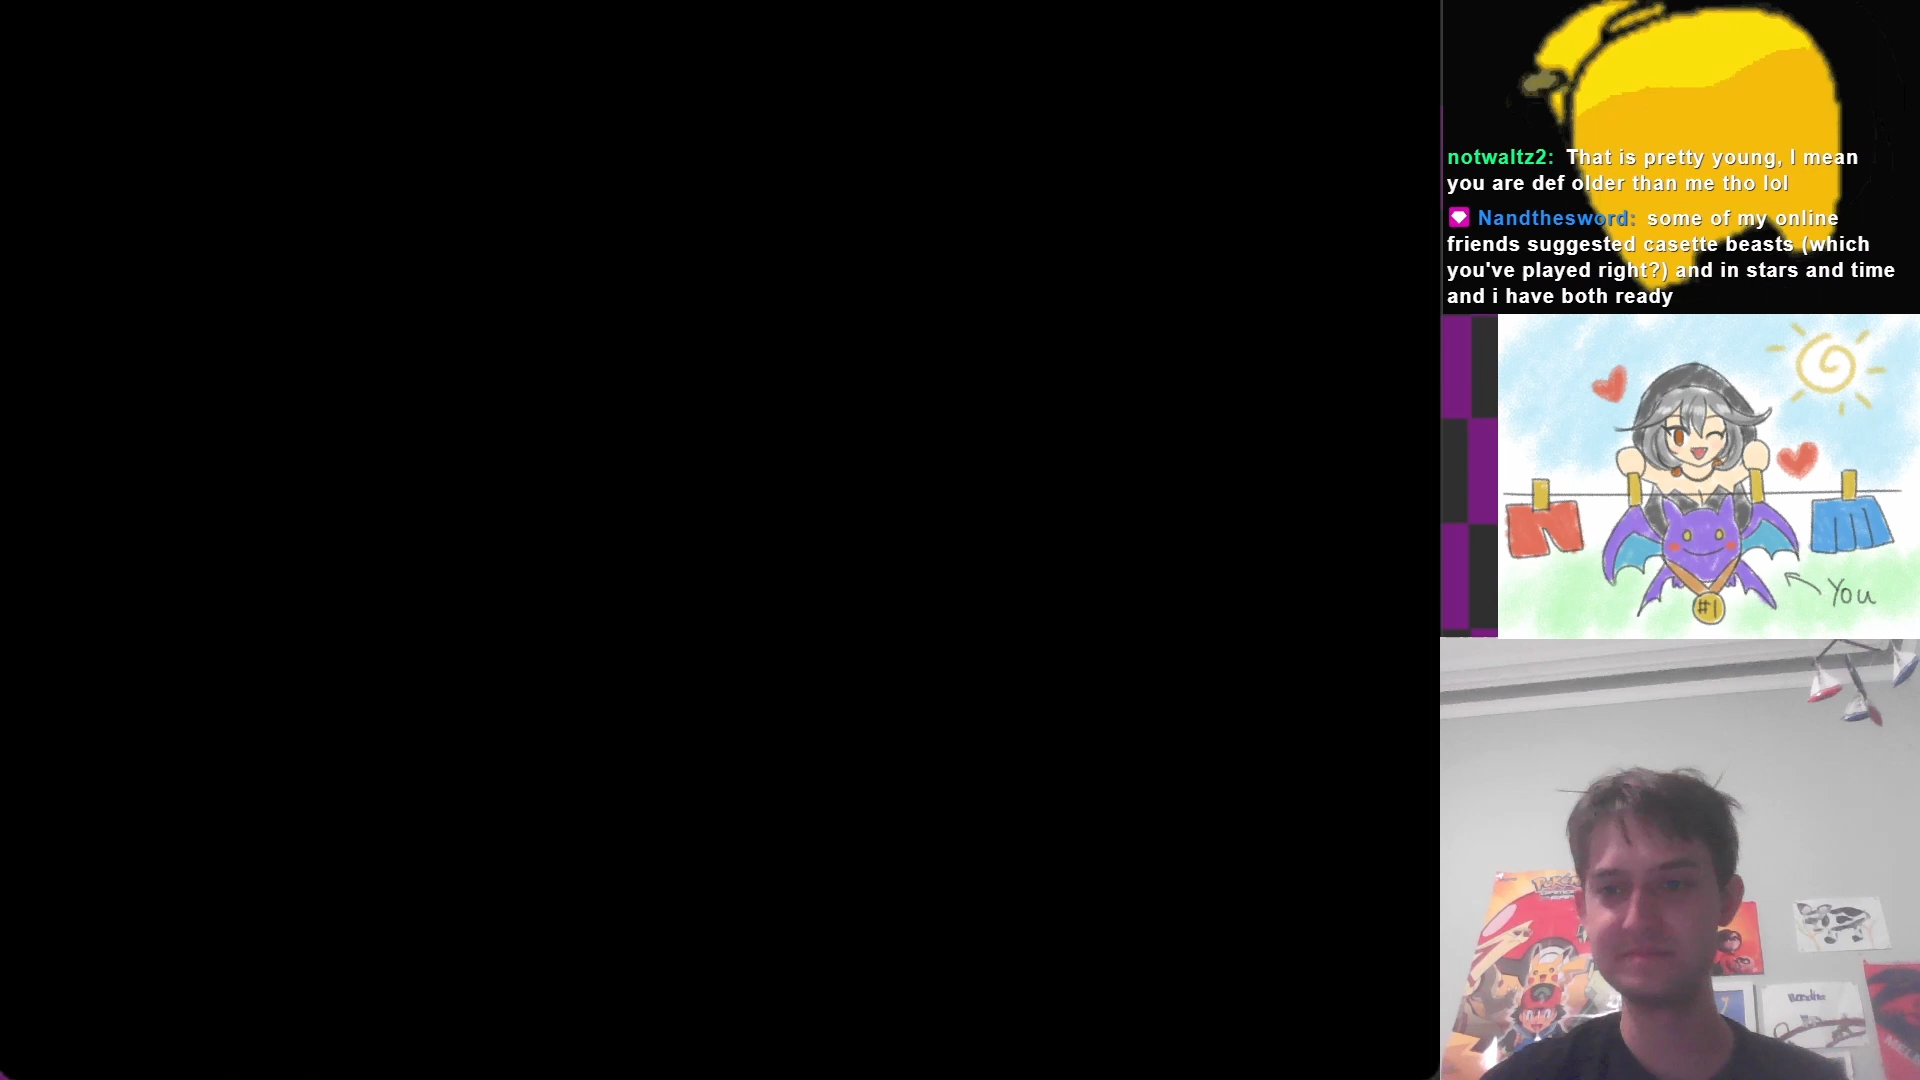 notwaltz2: That is pretty young, I mean
you are def older than me tho lol
Nandthesword: some of my online
friends suggested casette beasts (which
you've played right?) and in stars and time
and i have both ready
#1
You
POKéMON